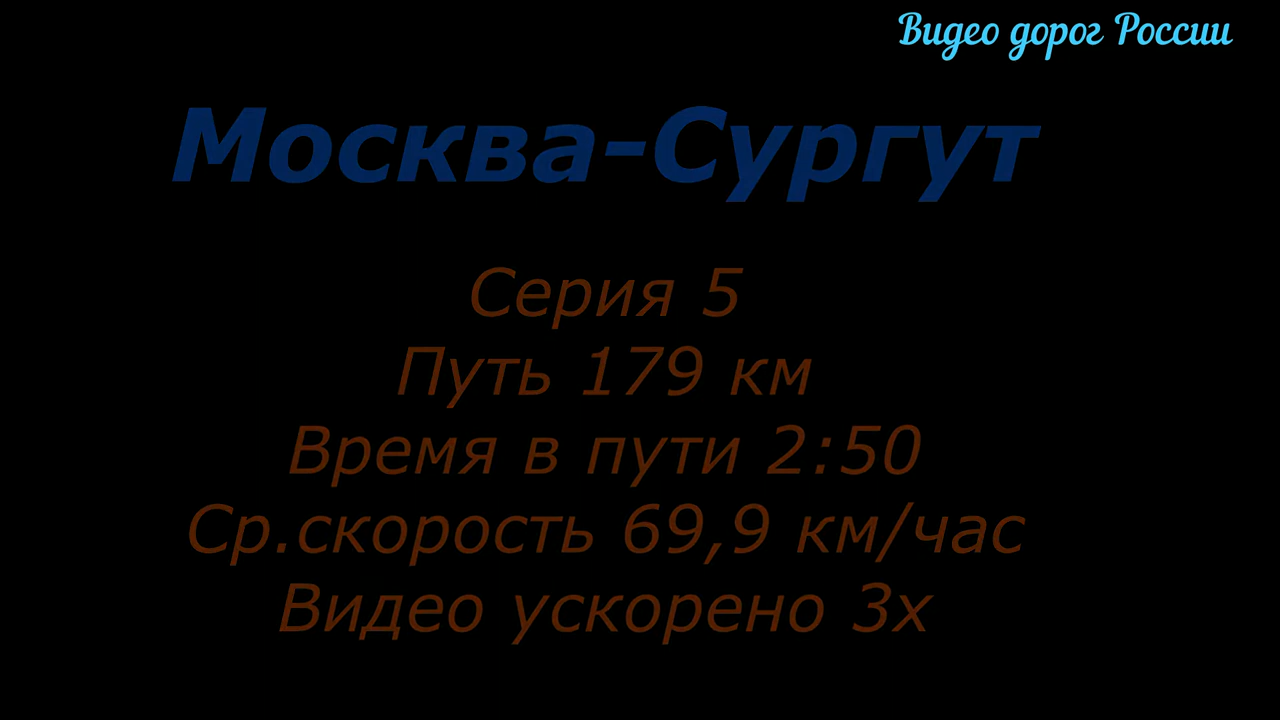 Видео дорог России
Москва-Сургут
Серия 5
Путь 179 км
Время в пути 2:50
Ср.скорость 69,9 км/час
Видео ускорено 3х